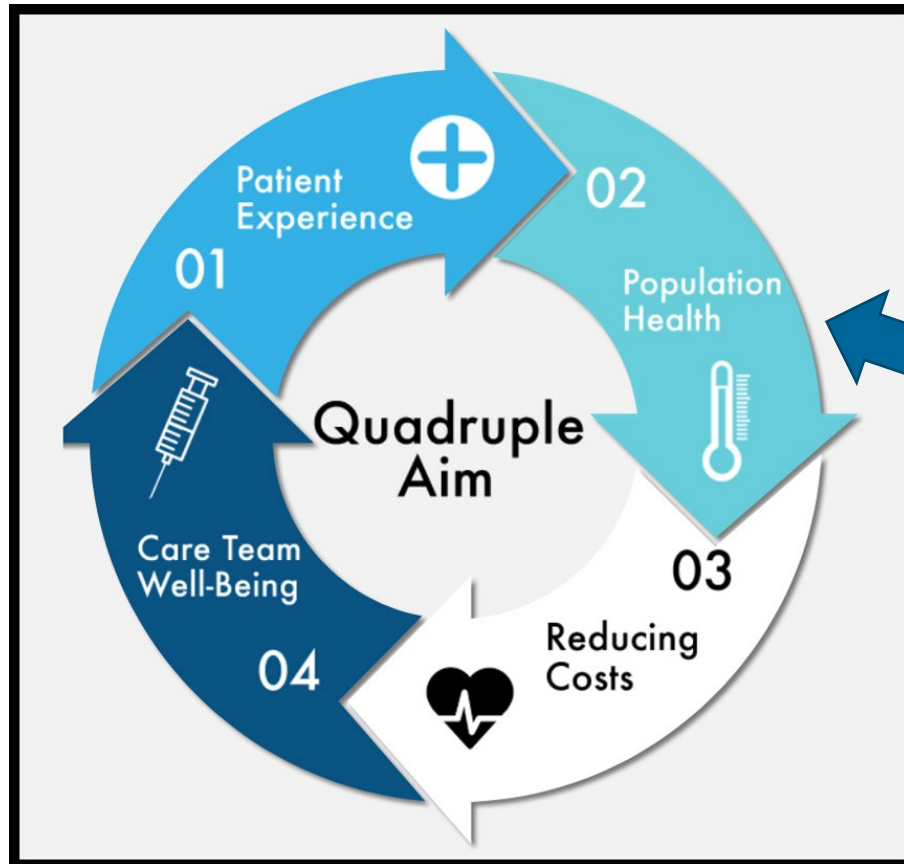 01
Patient
Experience
02
Population
Health
03
Reducing
Costs
04
Care Team
Well-Being
Quadruple
Aim